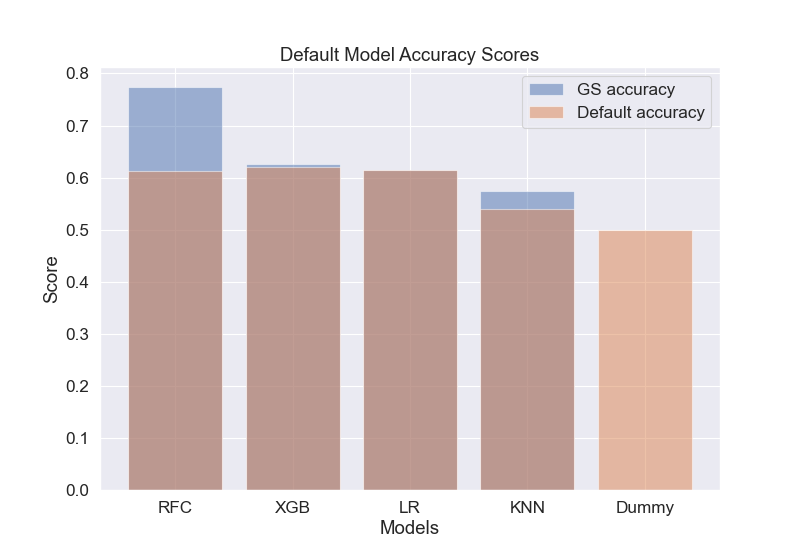 Default Model Accuracy Scores
GS accuracy
Default accuracy
0.8
0.7
0.6
0.5
0.4
0.3
0.2
0.1
0.0
Score
RFC XGB LR KNN Dummy
Models